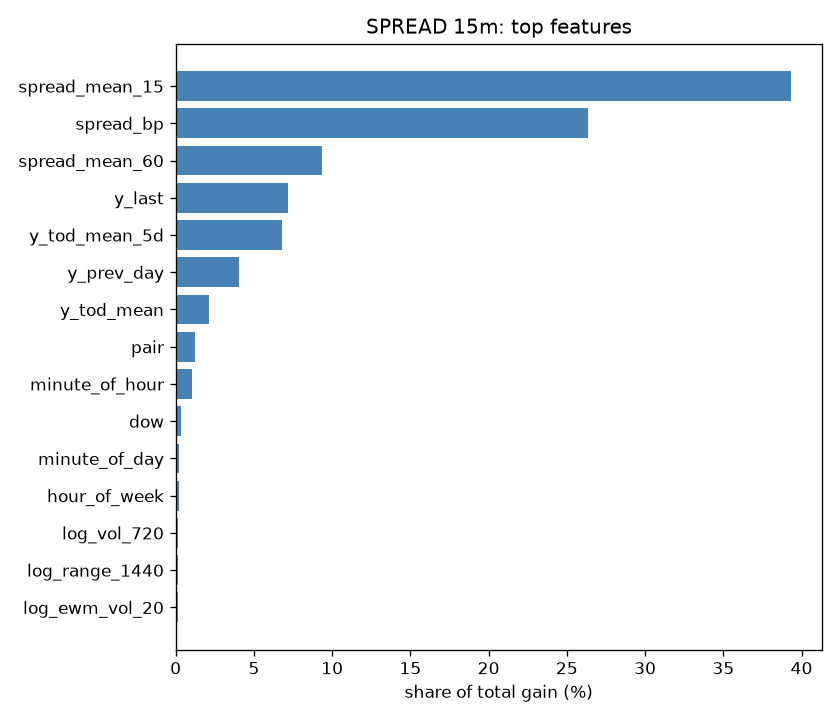 SPREAD 15m: top features
spread_mean_15
spread_bp
spread_mean_60
y_last
y_tod_mean_5d
y_prev_day
y_tod_mean
pair
minute_of_hour
dow
minute_of_day
hour_of_week
log_vol_720
log_range_1440
log_ewm_vol_20
0 5 10 15 20 25 30 35 40
share of total gain (%)